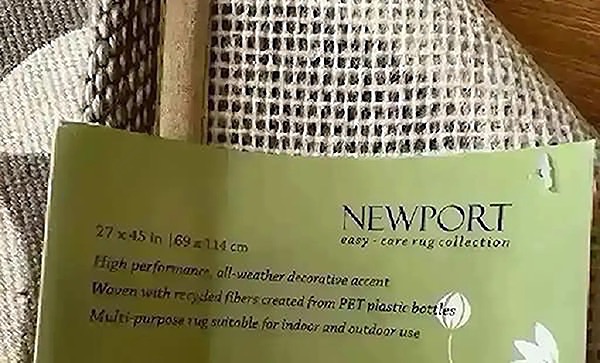 NEWPORT
easy-care rug collection
27 x 45 in | 69 x 114 cm
High performance, all-weather decorative accent
Woven with recycled fibers created from PET plastic bottles
Multi-purpose rug suitable for indoor and outdoor use